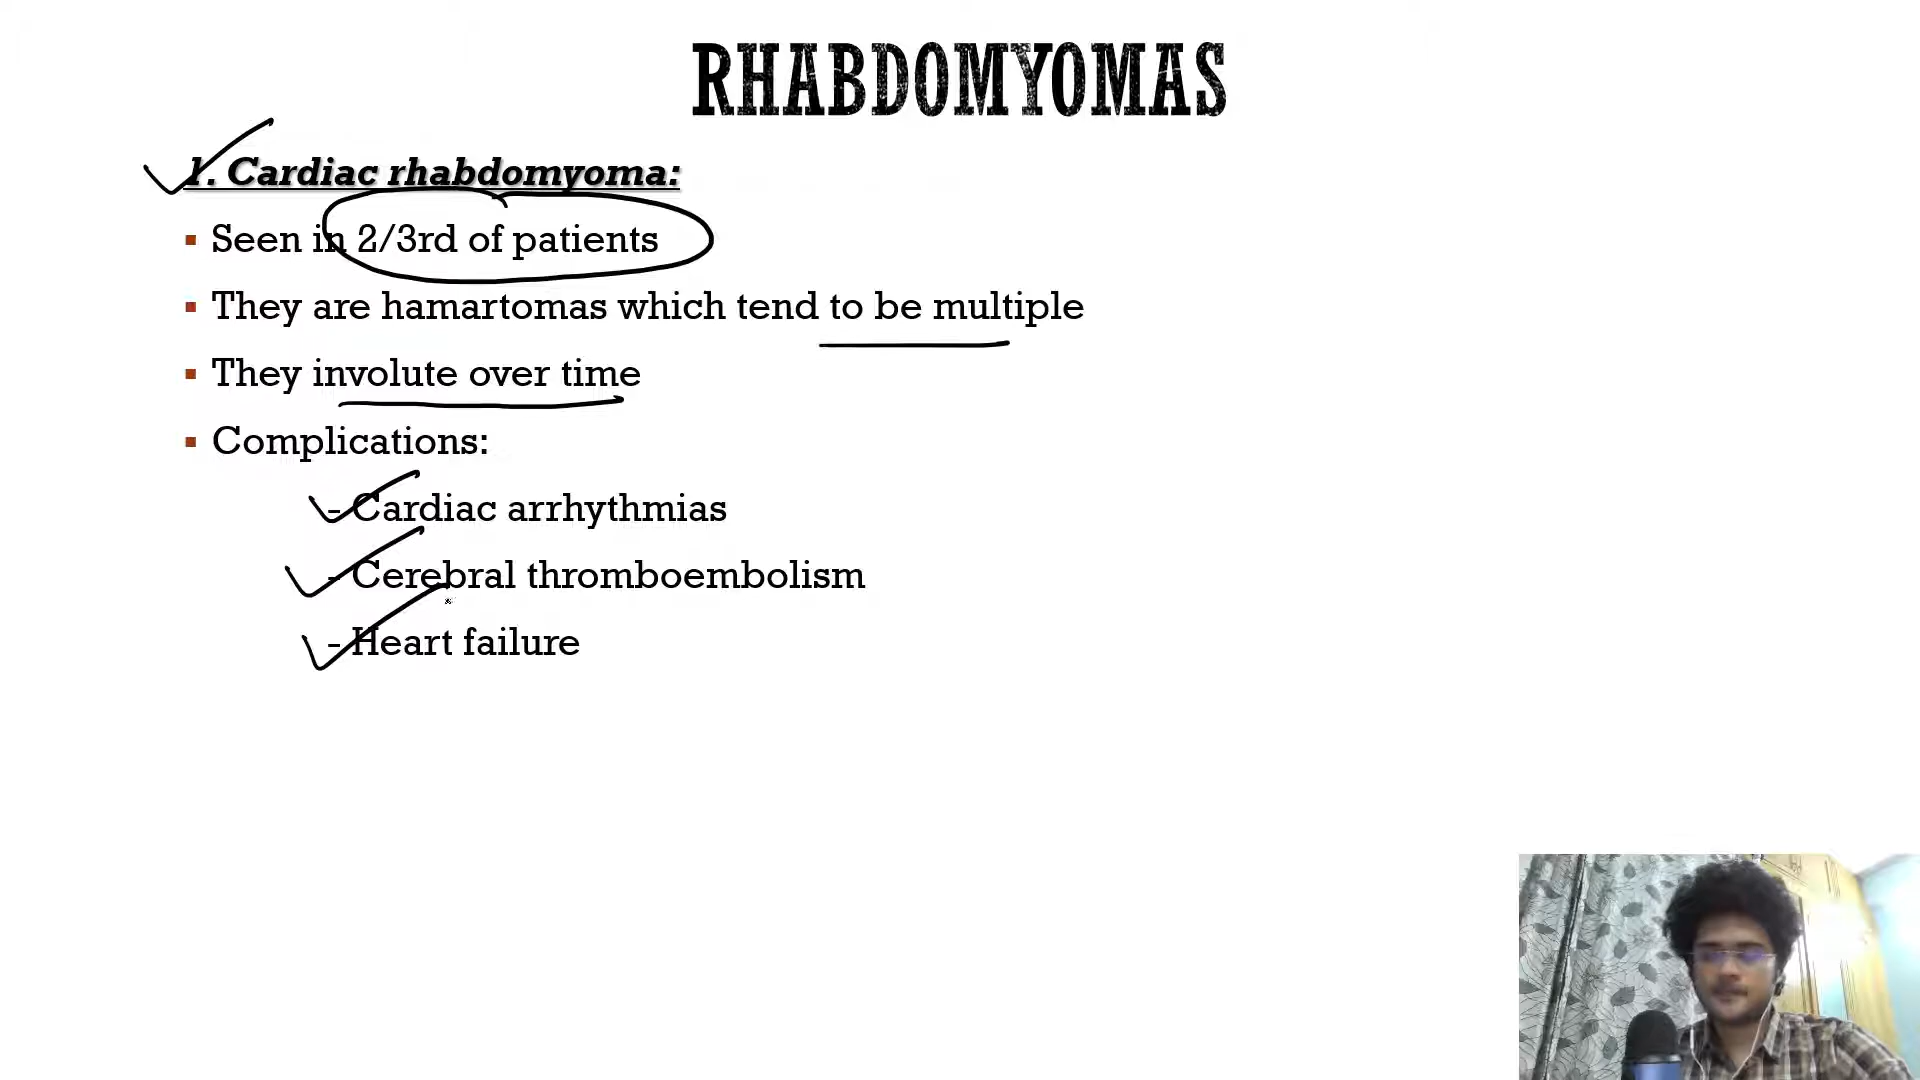 RHABDOMYOMAS
1. Cardiac rhabdomyoma:
▪ Seen in 2/3rd of patients
▪ They are hamartomas which tend to be multiple
▪ They involute over time
▪ Complications:
- Cardiac arrhythmias
- Cerebral thromboembolism
- Heart failure